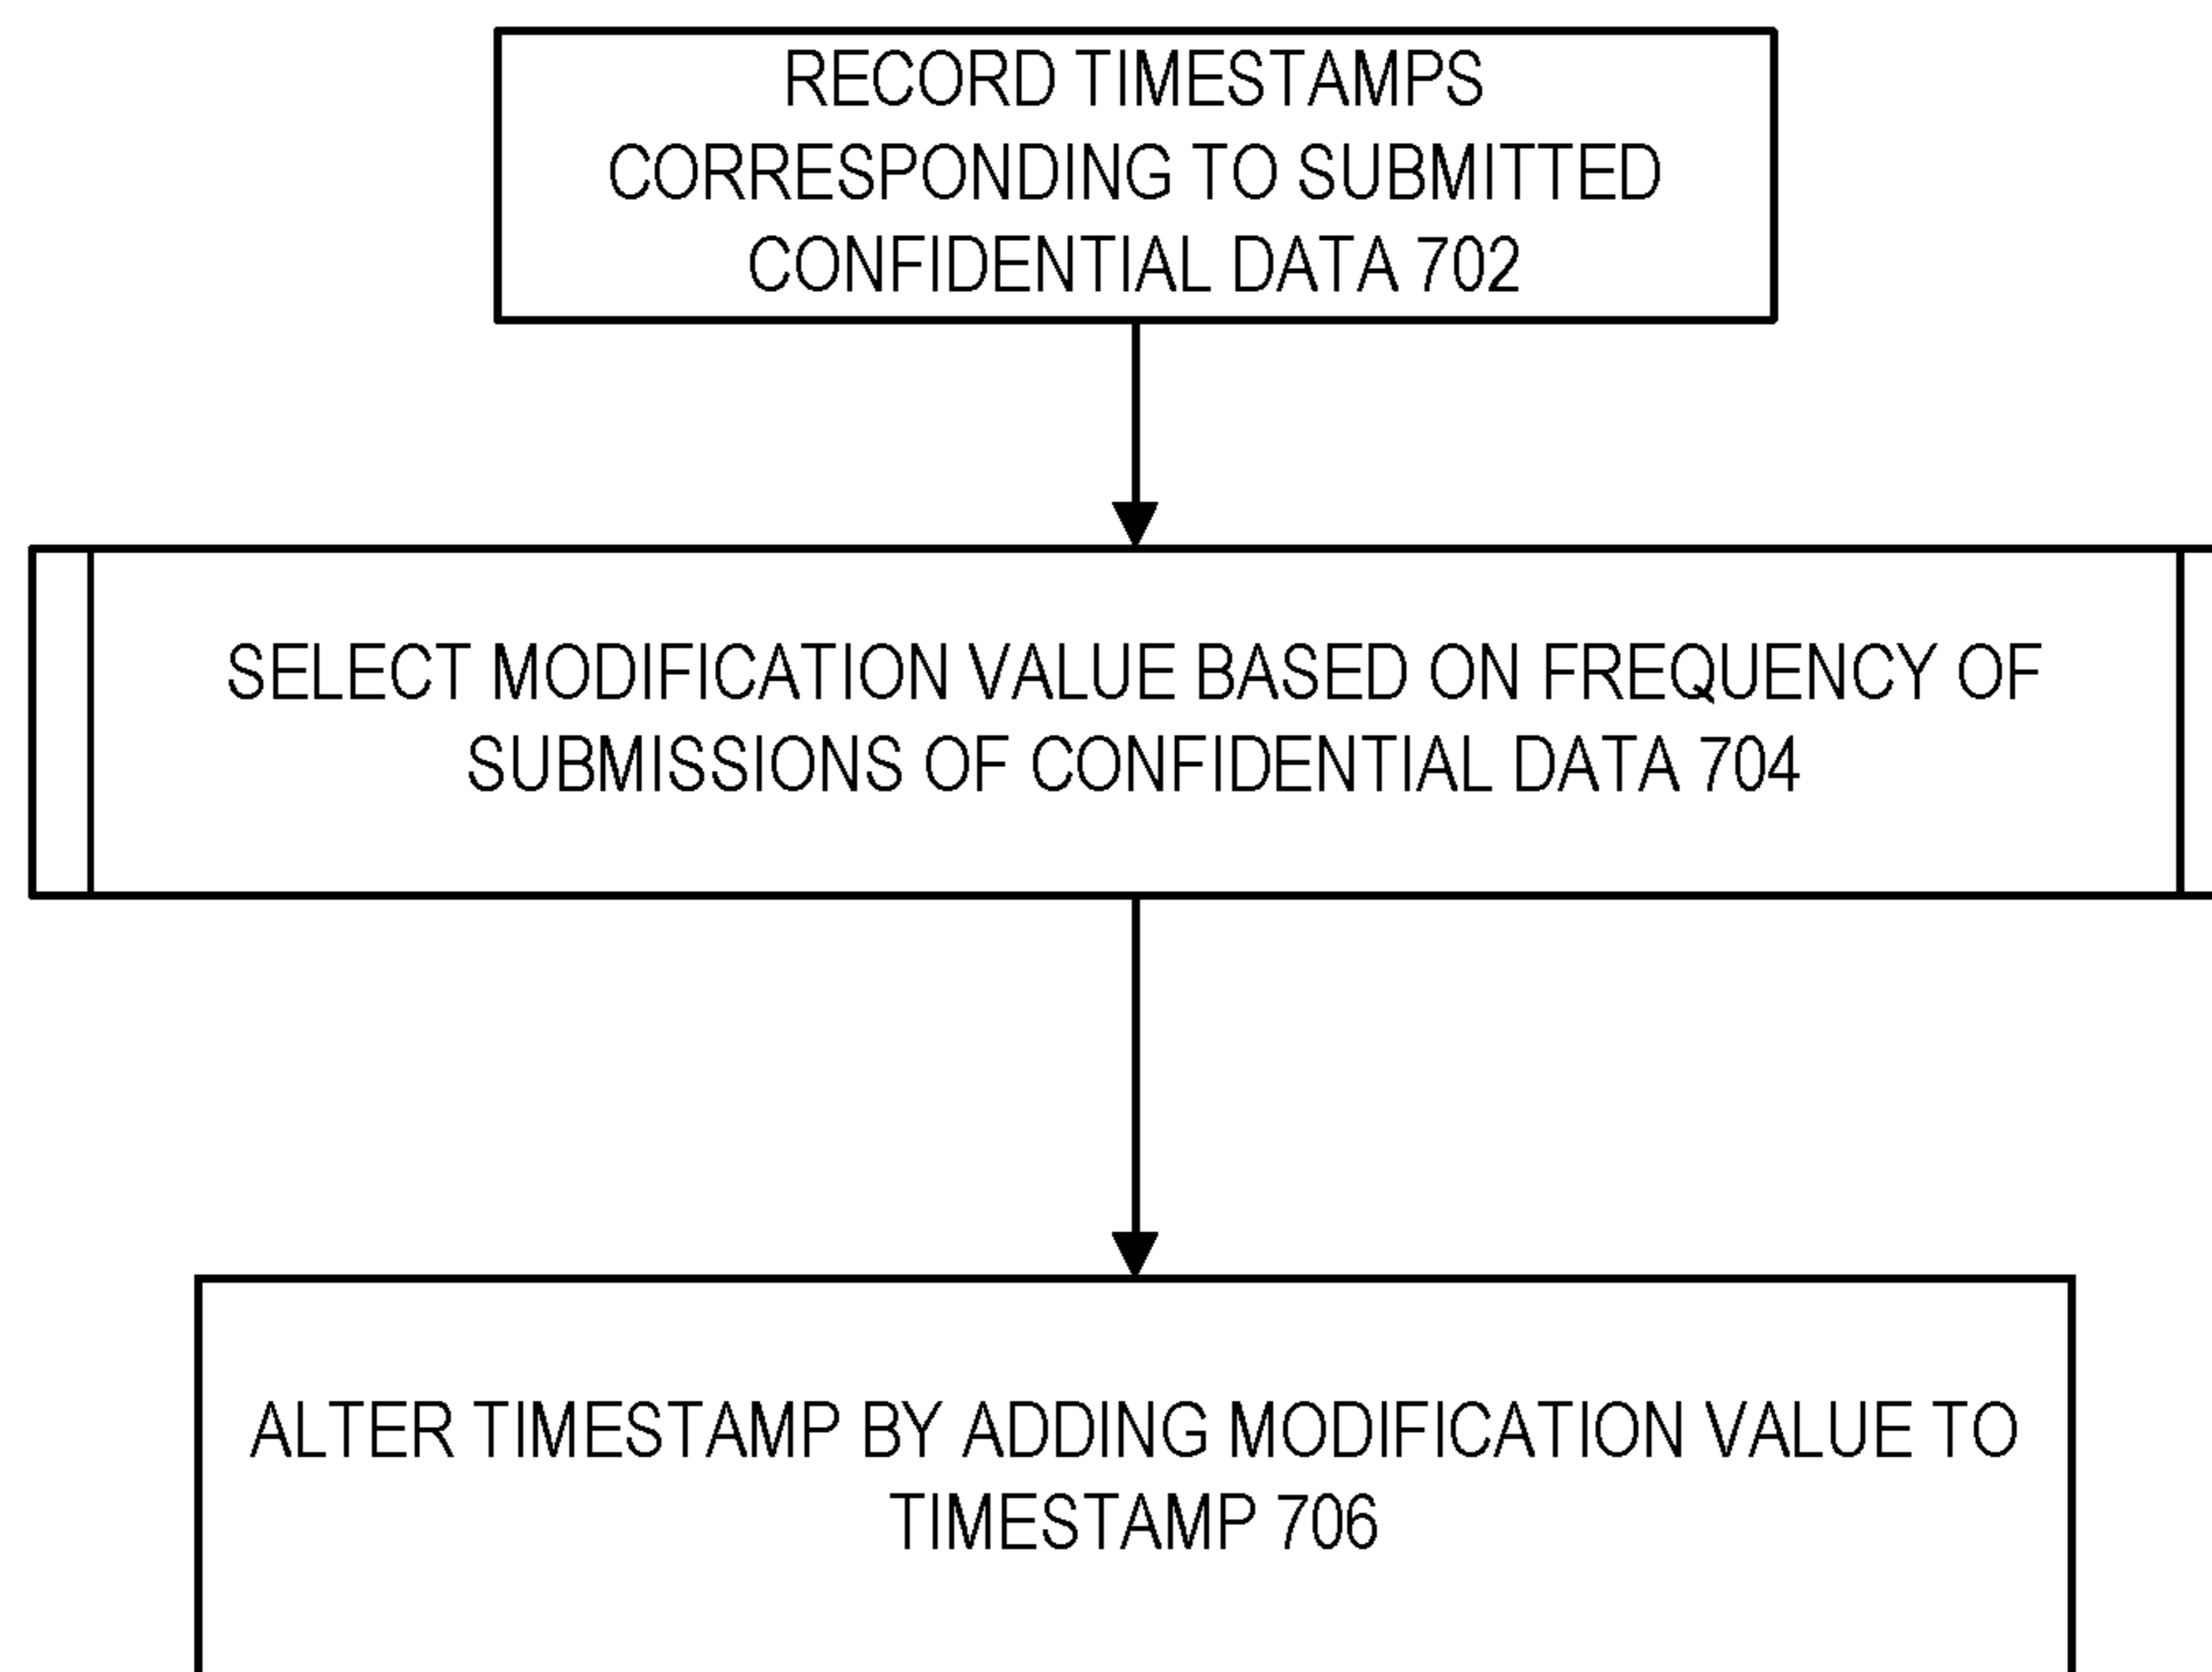 RECORD TIMESTAMPS
CORRESPONDING TO SUBMITTED
CONFIDENTIAL DATA 702
SELECT MODIFICATION VALUE BASED ON FREQUENCY OF
SUBMISSIONS OF CONFIDENTIAL DATA 704
ALTER TIMESTAMP BY ADDING MODIFICATION VALUE TO
TIMESTAMP 706